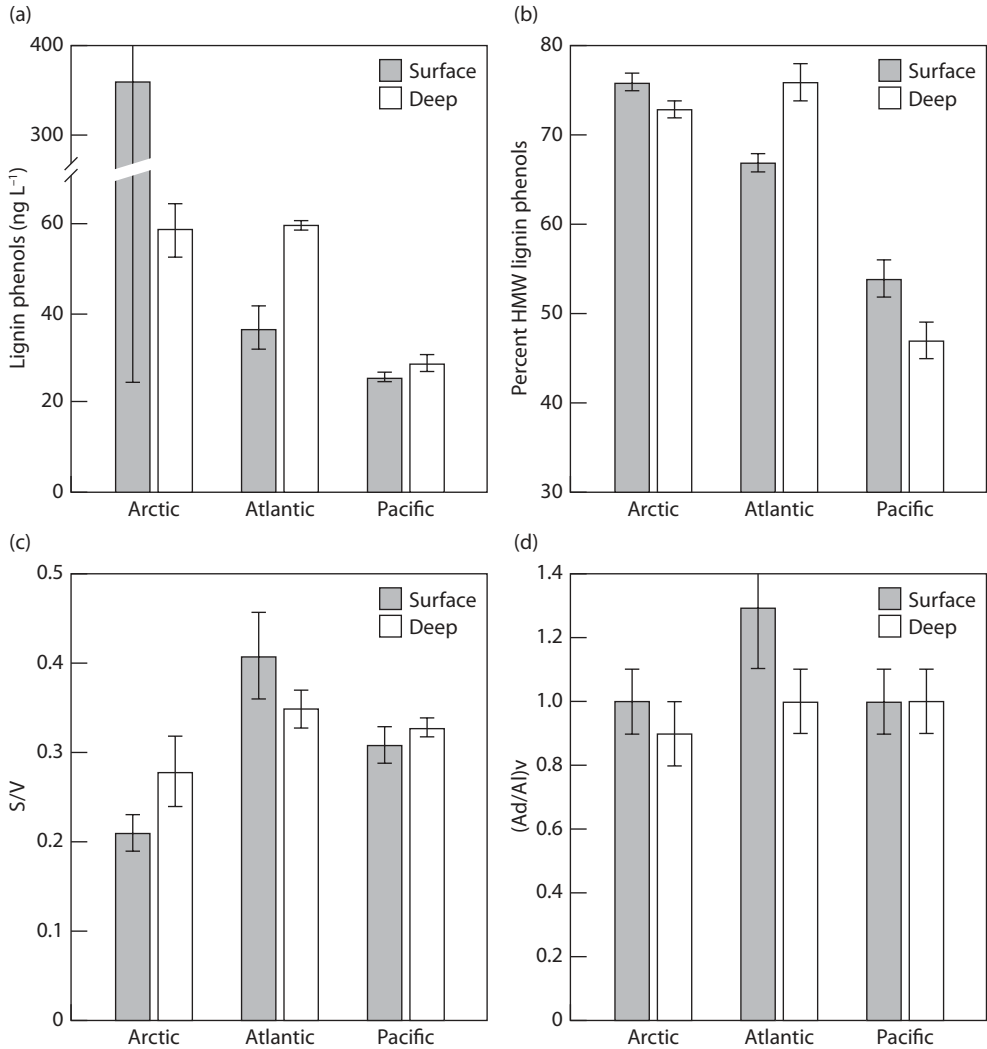 (a)
400
300
60
40
20
0
Lignin phenols (ng L⁻¹)
Surface
Deep
Arctic
Atlantic
Pacific
(b)
80
70
60
50
40
30
Percent HMW lignin phenols
Surface
Deep
Arctic
Atlantic
Pacific
(c)
0.5
0.4
0.3
0.2
0.1
0
S/V
Surface
Deep
Arctic
Atlantic
Pacific
(d)
1.4
1.2
1.0
0.8
0.6
0.4
0.2
0
(Ad/Al)v
Surface
Deep
Arctic
Atlantic
Pacific